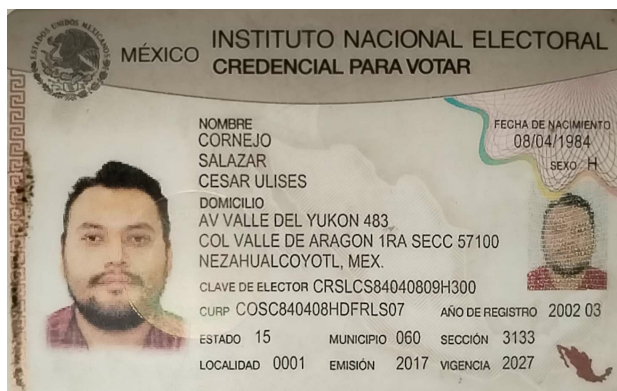 MÉXICO
INSTITUTO NACIONAL ELECTORAL
CREDENCIAL PARA VOTAR
NOMBRE
CORNEJO
SALAZAR
CESAR ULISES
FECHA DE NACIMIENTO
08/04/1984
SEXO H
DOMICILIO
AV VALLE DEL YUKON 483
COL VALLE DE ARAGON 1RA SECC 57100
NEZAHUALCOYOTL, MEX.
CLAVE DE ELECTOR CRSLCS84040809H300
CURP COSC840408HDFRLS07 AÑO DE REGISTRO 2002 03
ESTADO 15 MUNICIPIO 060 SECCIÓN 3133
LOCALIDAD 0001 EMISIÓN 2017 VIGENCIA 2027